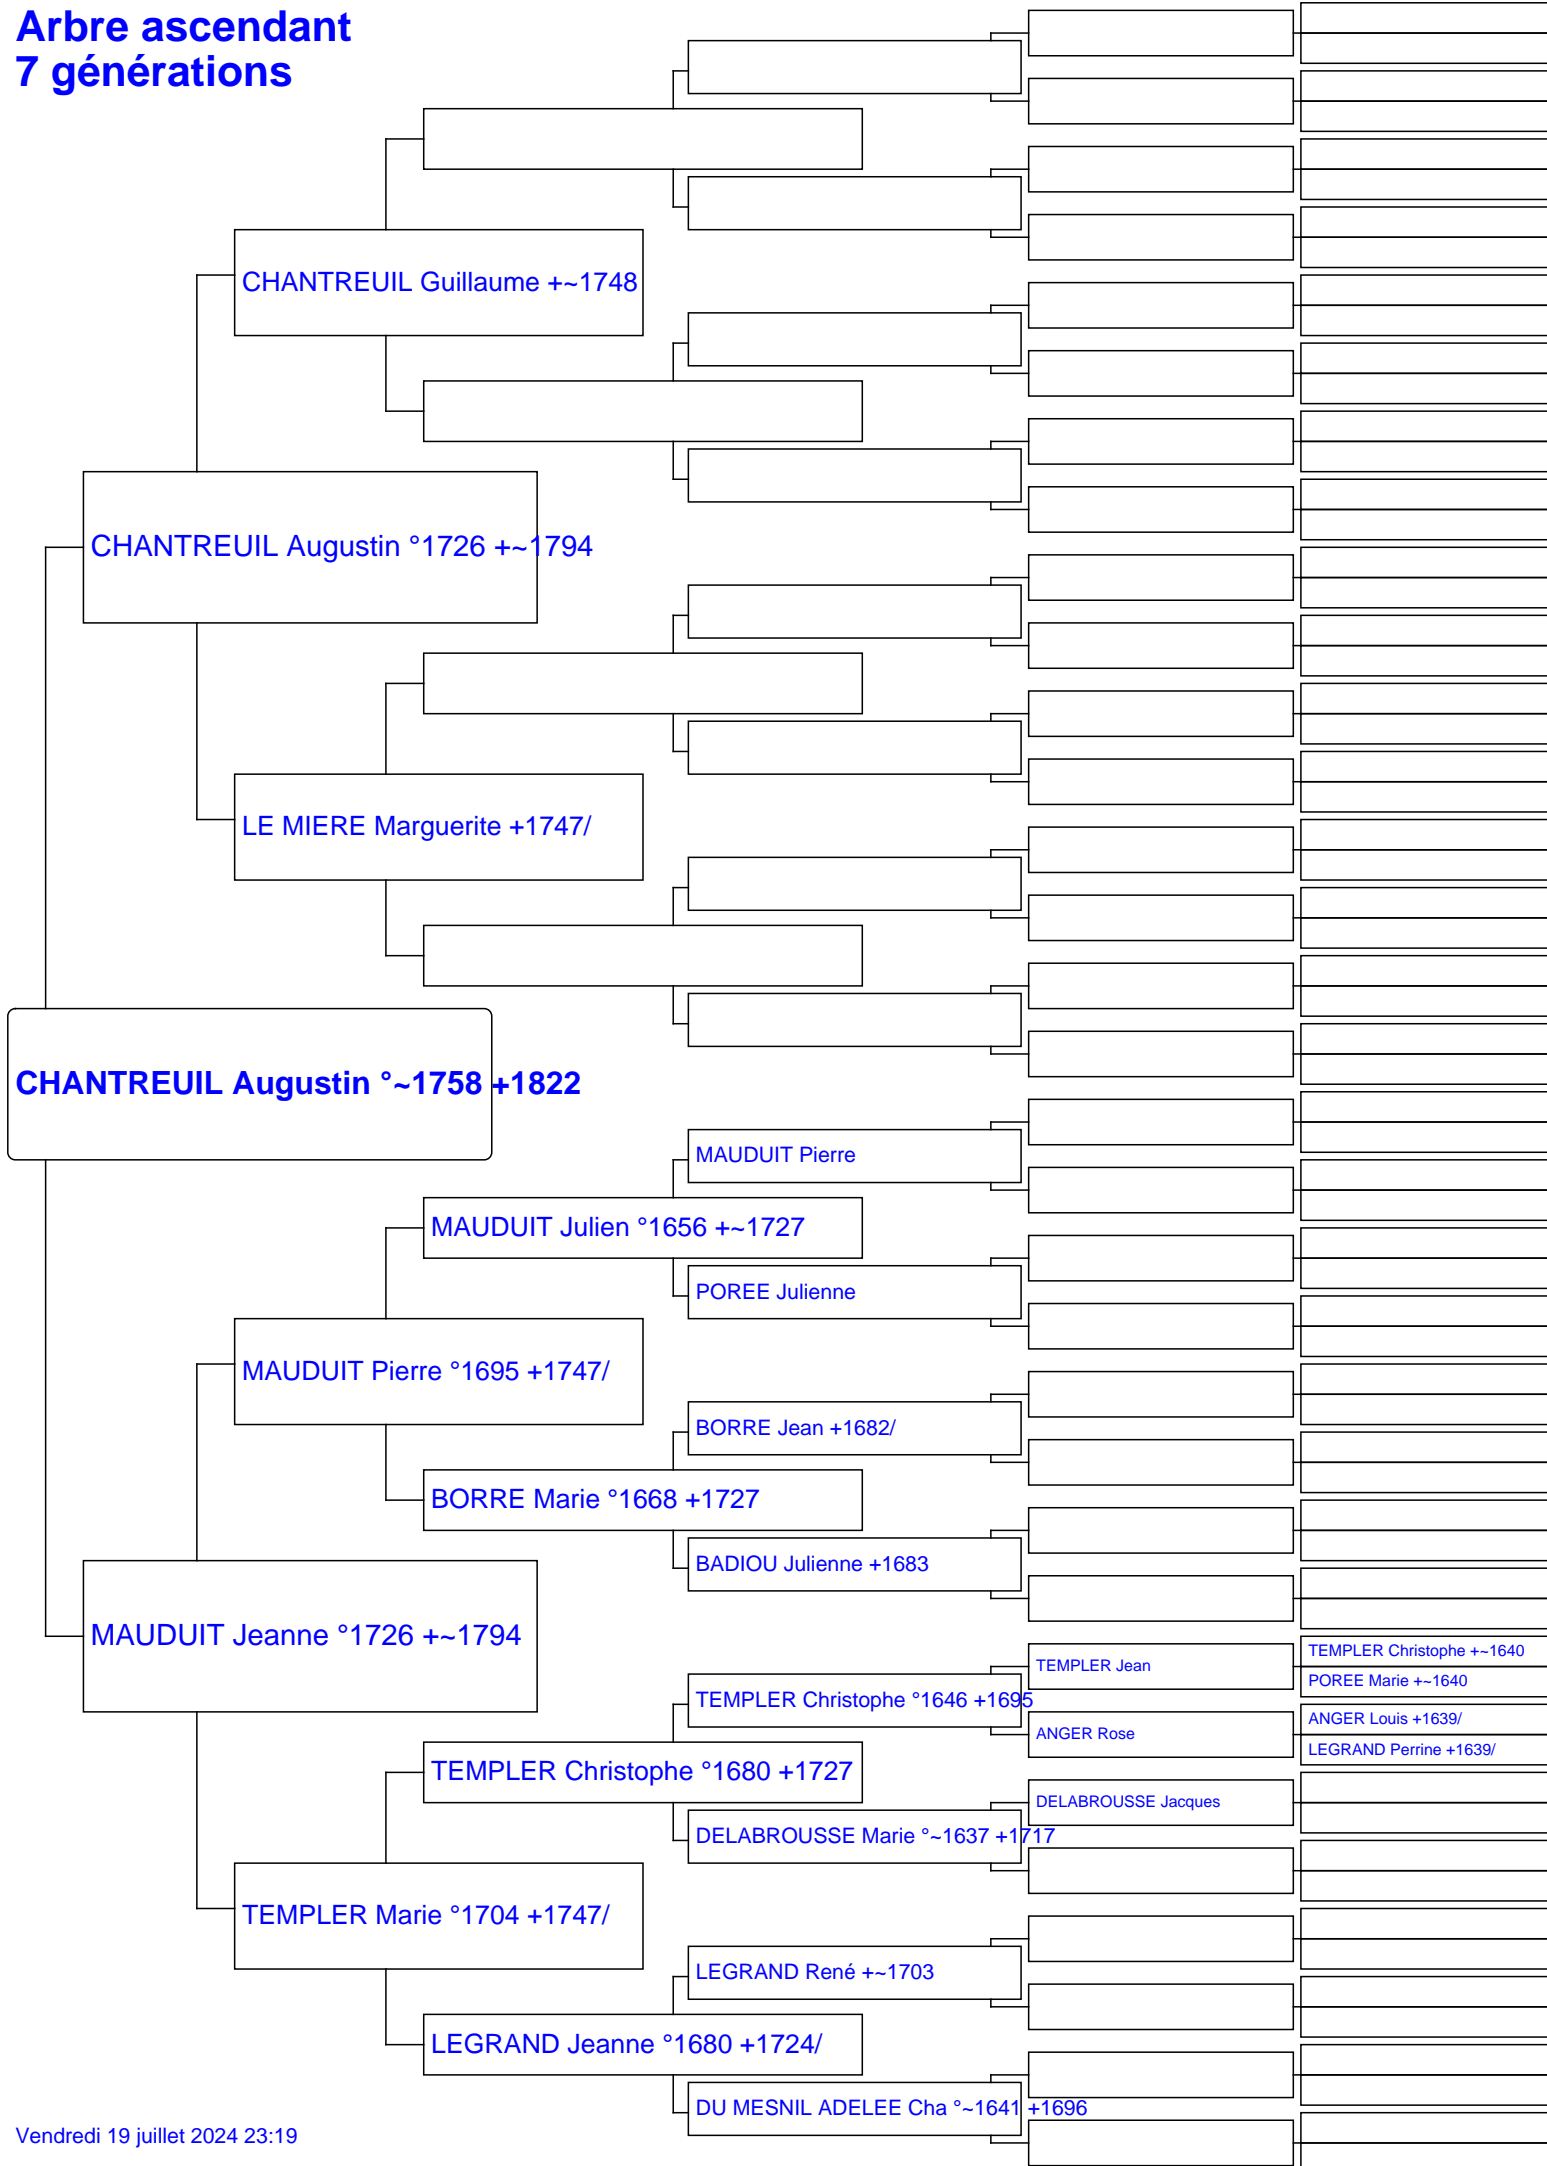 Arbre ascendant
7 générations
CHANTREUIL Guillaume +~1748
CHANTREUIL Augustin °1726 +~1794
LE MIERE Marguerite +1747/
CHANTREUIL Augustin °~1758 +1822
MAUDUIT Pierre
MAUDUIT Julien °1656 +~1727
POREE Julienne
MAUDUIT Pierre °1695 +1747/
BORRE Jean +1682/
BORRE Marie °1668 +1727
BADIOU Julienne +1683
MAUDUIT Jeanne °1726 +~1794
TEMPLER Christophe +~1640
TEMPLER Jean
POREE Marie +~1640
TEMPLER Christophe °1646 +1695
ANGER Louis +1639/
ANGER Rose
LEGRAND Perrine +1639/
TEMPLER Christophe °1680 +1727
DELABROUSSE Jacques
DELABROUSSE Marie °~1637 +1717
TEMPLER Marie °1704 +1747/
LEGRAND René +~1703
LEGRAND Jeanne °1680 +1724/
DU MESNIL ADELEE Cha °~1641 +1696
Vendredi 19 juillet 2024 23:19